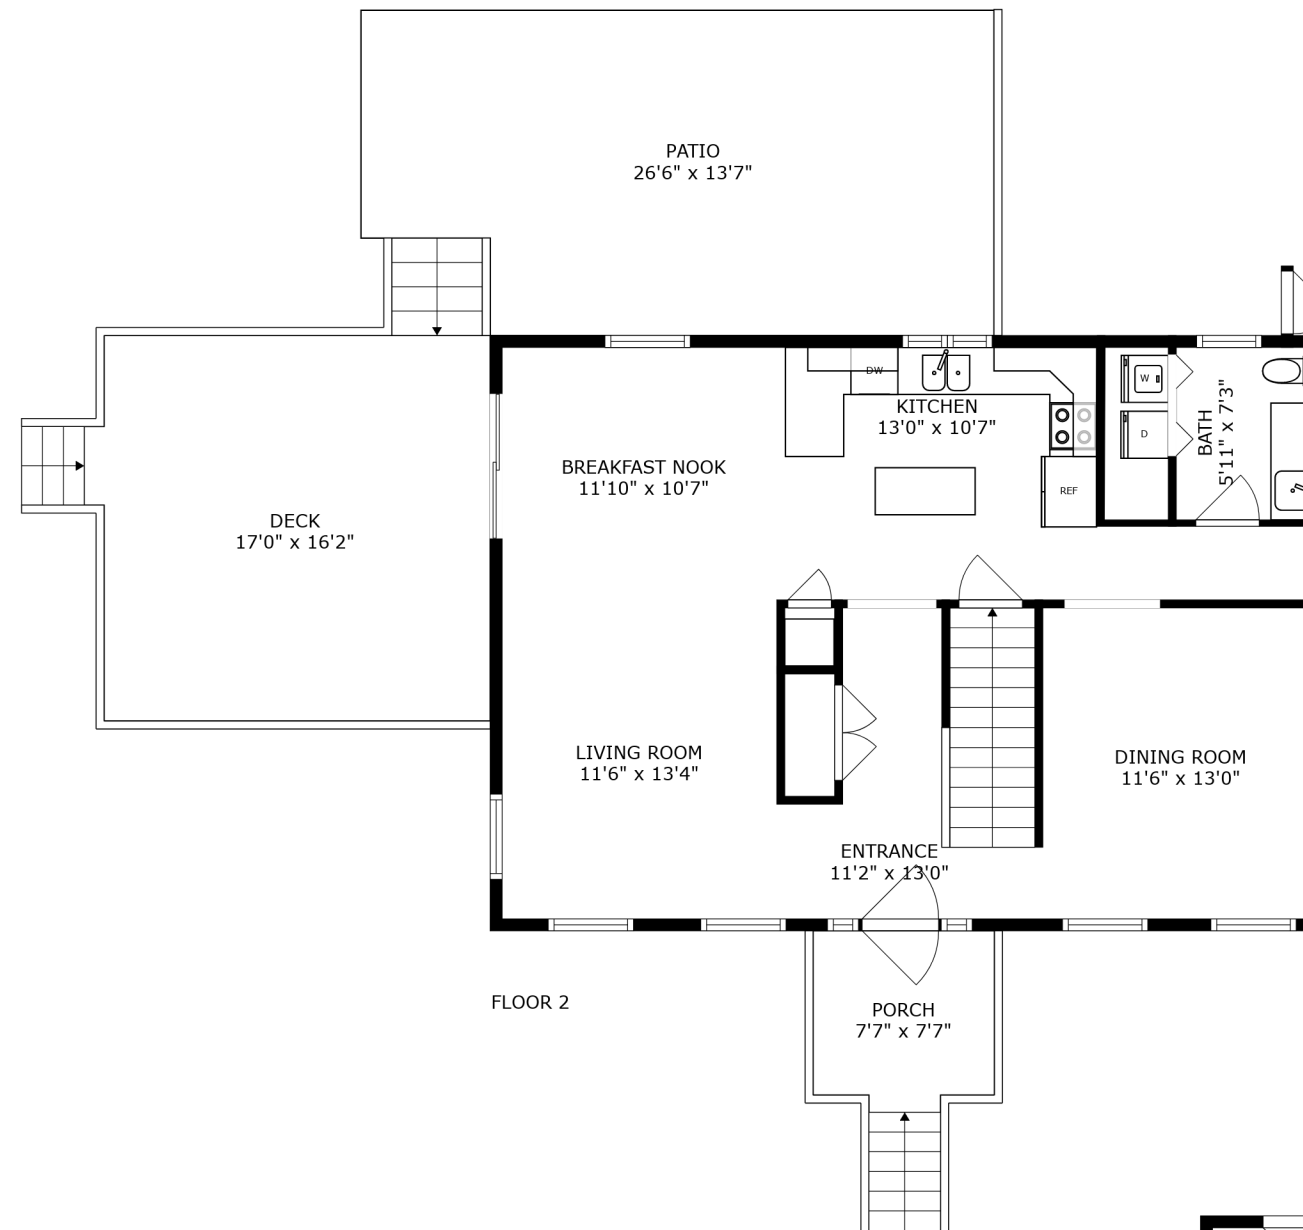 PATIO
26'6" x 13'7"
DW
KITCHEN
13'0" x 10'7"
W
D
BATH
5'11" x 7'3"
BREAKFAST NOOK
11'10" x 10'7"
REF
DECK
17'0" x 16'2"
LIVING ROOM
11'6" x 13'4"
DINING ROOM
11'6" x 13'0"
ENTRANCE
11'2" x 13'0"
FLOOR 2
PORCH
7'7" x 7'7"